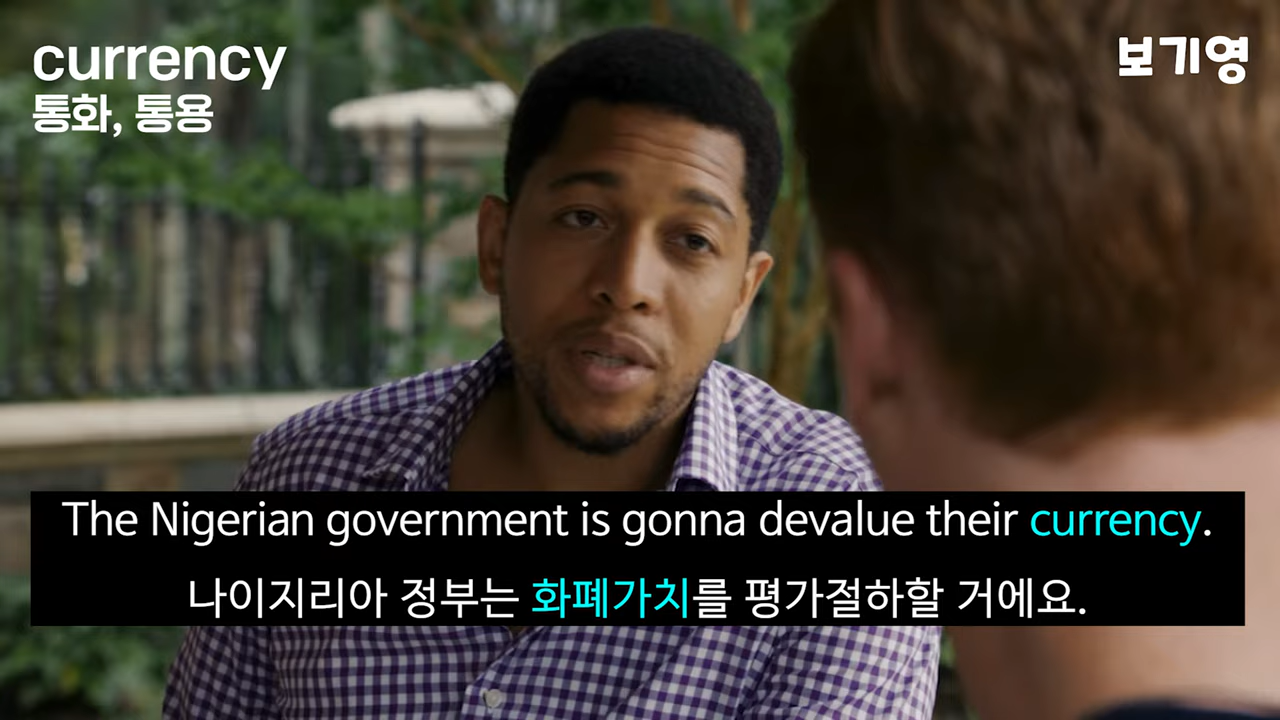 currency
통화, 통용
보기영
The Nigerian government is gonna devalue their currency.
나이지리아 정부는 화폐가치를 평가절하할 거에요.